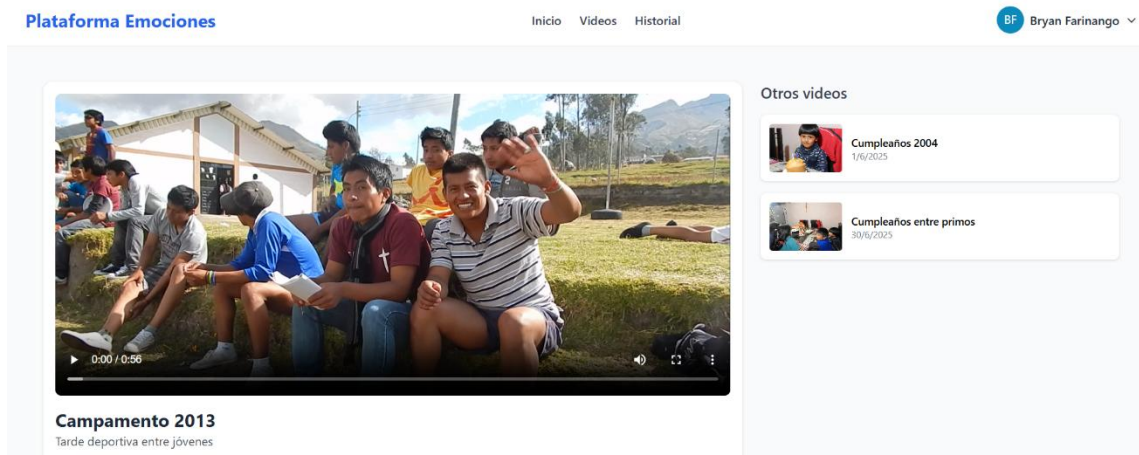 Plataforma Emociones
Inicio Videos Historial
BF Bryan Farinango
0:00 / 0:56
Campamento 2013
Tarde deportiva entre jóvenes
Otros videos
Cumpleaños 2004
1/6/2025
Cumpleaños entre primos
30/6/2025